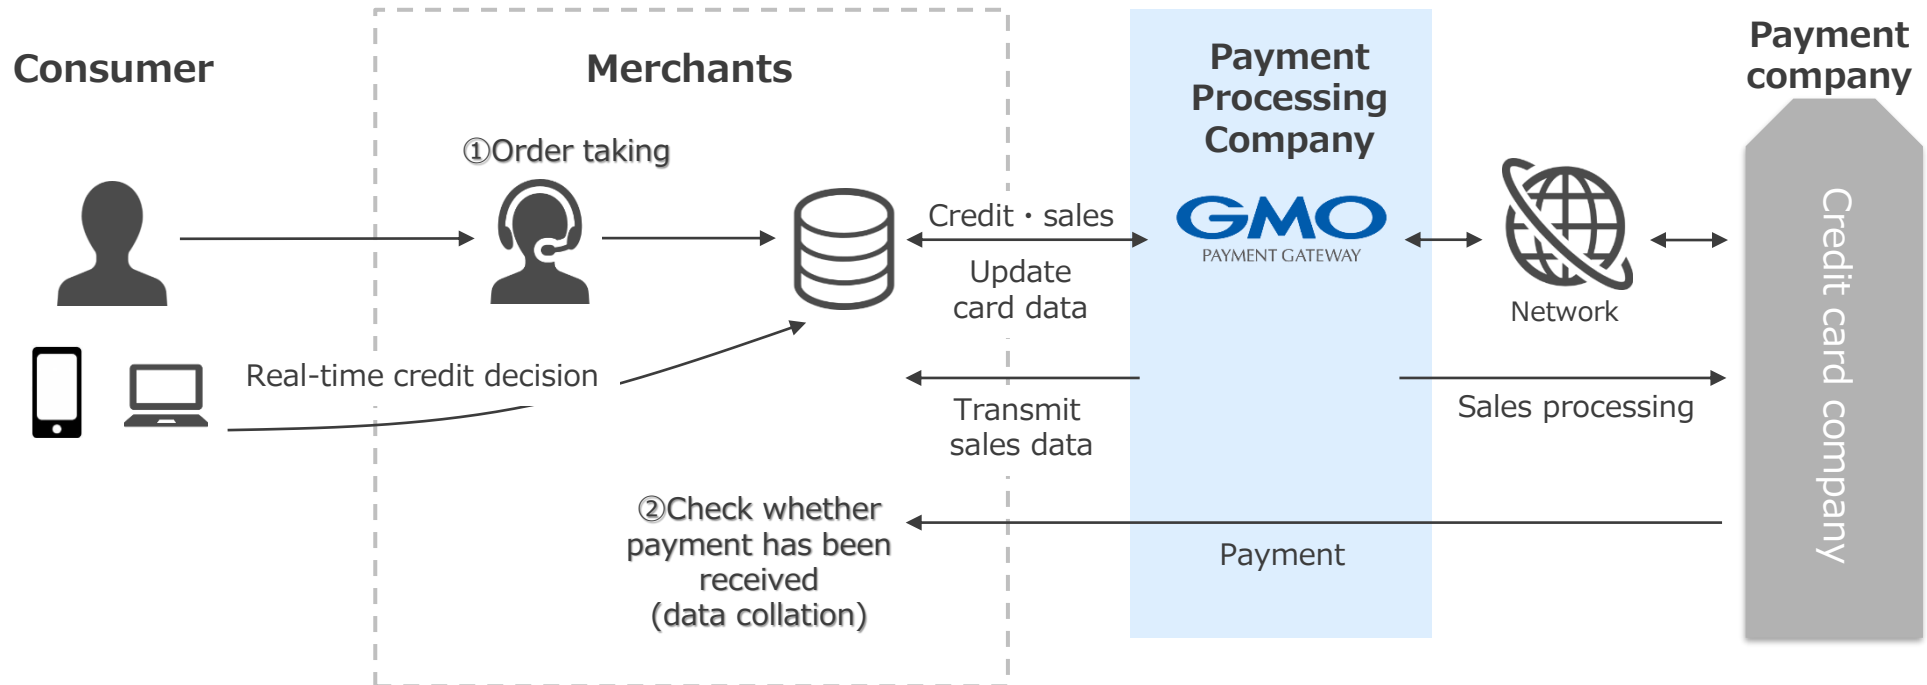 Consumer
Merchants
Payment
Processing
Company
Payment
company
①Order taking
GMO
PAYMENT GATEWAY
Credit・sales
Update
card data
Network
Real-time credit decision
Transmit
sales data
Sales processing
②Check whether
payment has been
received
(data collation)
Payment
Credit card company